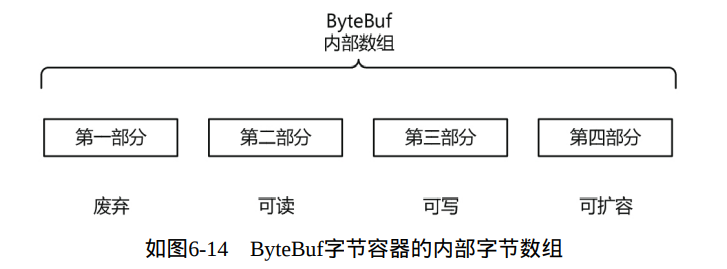 ByteBuf
内部数组
第一部分 第二部分 第三部分 第四部分
废弃 可读 可写 可扩容
如图6-14 ByteBuf字节容器的内部字节数组